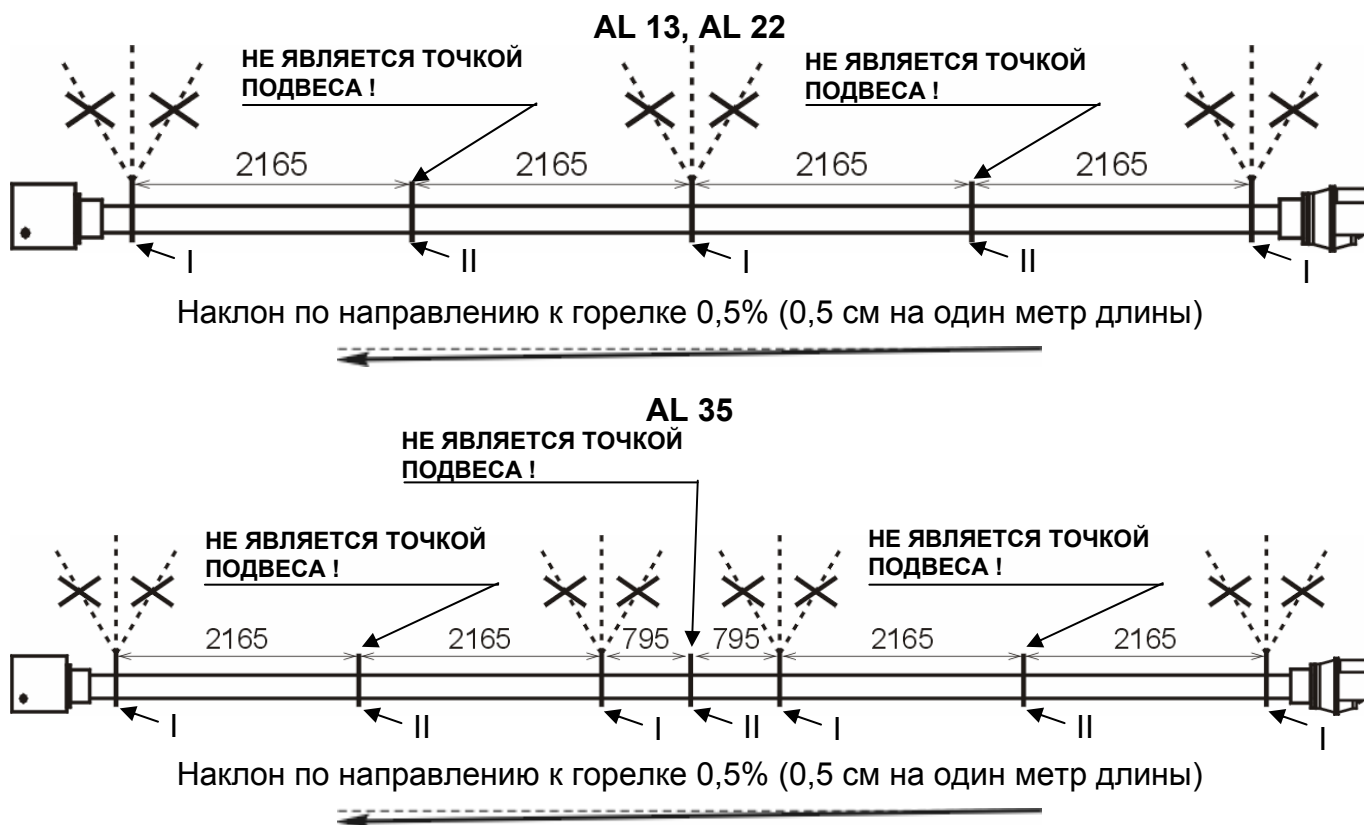 AL 13, AL 22
НЕ ЯВЛЯЕТСЯ ТОЧКОЙ
ПОДВЕСА !
НЕ ЯВЛЯЕТСЯ ТОЧКОЙ
ПОДВЕСА !
2165 2165 2165 2165
I II I II I
Наклон по направлению к горелке 0,5% (0,5 см на один метр длины)
AL 35
НЕ ЯВЛЯЕТСЯ ТОЧКОЙ
ПОДВЕСА !
НЕ ЯВЛЯЕТСЯ ТОЧКОЙ
ПОДВЕСА !
НЕ ЯВЛЯЕТСЯ ТОЧКОЙ
ПОДВЕСА !
2165 2165 795 795 2165 2165
I II I II I II I
Наклон по направлению к горелке 0,5% (0,5 см на один метр длины)